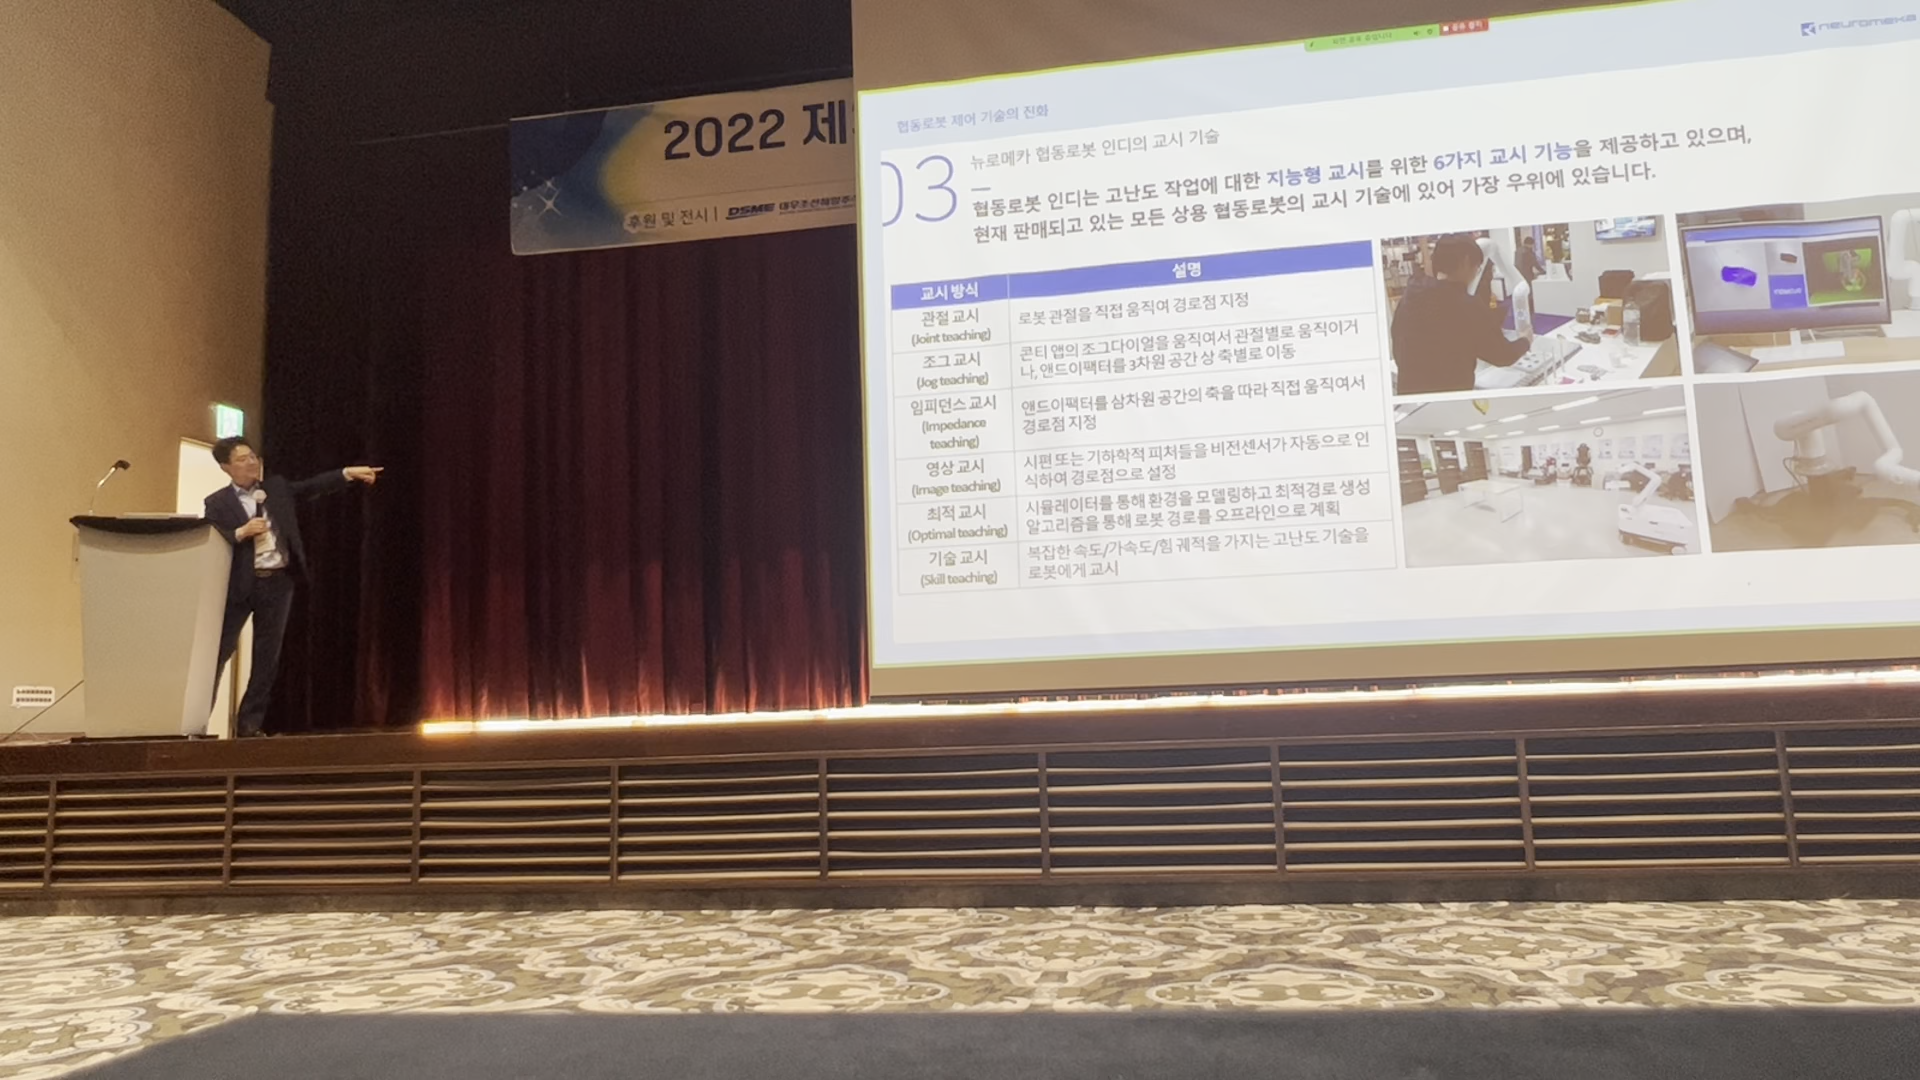 2022 제
후원 및 전시 | DSME 대우조선해양주
neuromeka
협동로봇 제어 기술의 진화
03
뉴로메카 협동로봇 인디의 교시 기술
협동로봇 인디는 고난도 작업에 대한 지능형 교시를 위한 6가지 교시 기능을 제공하고 있으며,
현재 판매되고 있는 모든 상용 협동로봇의 교시 기술에 있어 가장 우위에 있습니다.
교시 방식 설명
관절 교시
(Joint teaching)
로봇 관절을 직접 움직여 경로점 지정
조그 교시
(Jog teaching)
콘티 앱의 조그다이얼을 움직여서 관절별로 움직이거
나, 앤드이팩터를 3차원 공간 상 축별로 이동
임피던스 교시
(Impedance
teaching)
앤드이팩터를 삼차원 공간의 축을 따라 직접 움직여서
경로점 지정
영상 교시
(Image teaching)
시편 또는 기하학적 피처들을 비전센서가 자동으로 인
식하여 경로점으로 설정
최적 교시
(Optimal teaching)
시뮬레이터를 통해 환경을 모델링하고 최적경로 생성
알고리즘을 통해 로봇 경로를 오프라인으로 계획
기술 교시
(Skill teaching)
복잡한 속도/가속도/힘 궤적을 가지는 고난도 기술을
로봇에게 교시